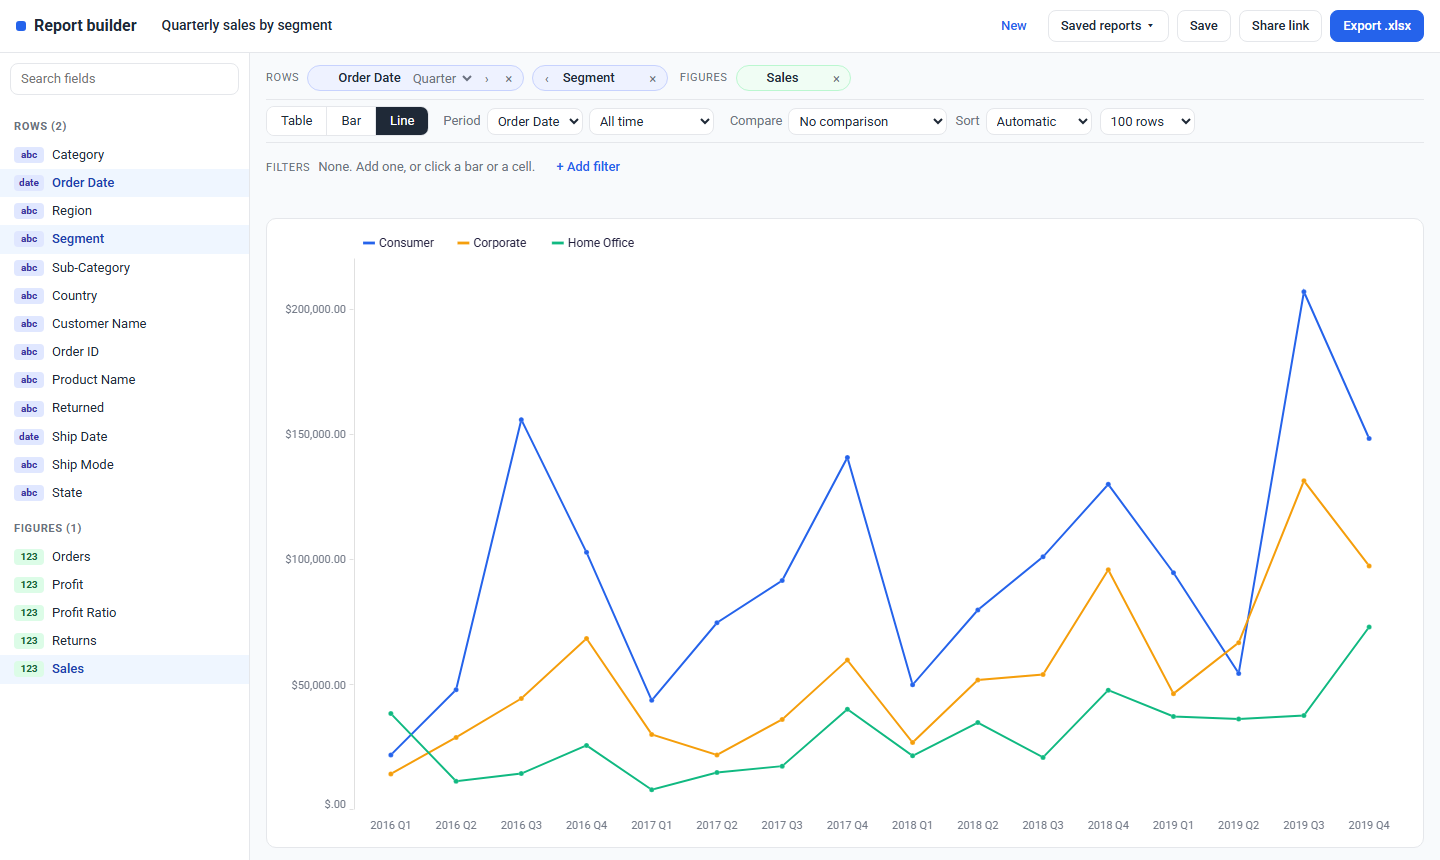 Report builder
Quarterly sales by segment
New
Saved reports
Save
Share link
Export .xlsx
Search fields
ROWS (2)
abc Category
date Order Date
abc Region
abc Segment
abc Sub-Category
abc Country
abc Customer Name
abc Order ID
abc Product Name
abc Returned
date Ship Date
abc Ship Mode
abc State
FIGURES (1)
123 Orders
123 Profit
123 Profit Ratio
123 Returns
123 Sales
ROWS Order Date Quarter › × ‹ Segment × FIGURES Sales ×
Table Bar Line Period Order Date All time Compare No comparison Sort Automatic 100 rows
FILTERS None. Add one, or click a bar or a cell. + Add filter
Consumer Corporate Home Office
$200,000.00
$150,000.00
$100,000.00
$50,000.00
$.00
2016 Q1 2016 Q2 2016 Q3 2016 Q4 2017 Q1 2017 Q2 2017 Q3 2017 Q4 2018 Q1 2018 Q2 2018 Q3 2018 Q4 2019 Q1 2019 Q2 2019 Q3 2019 Q4